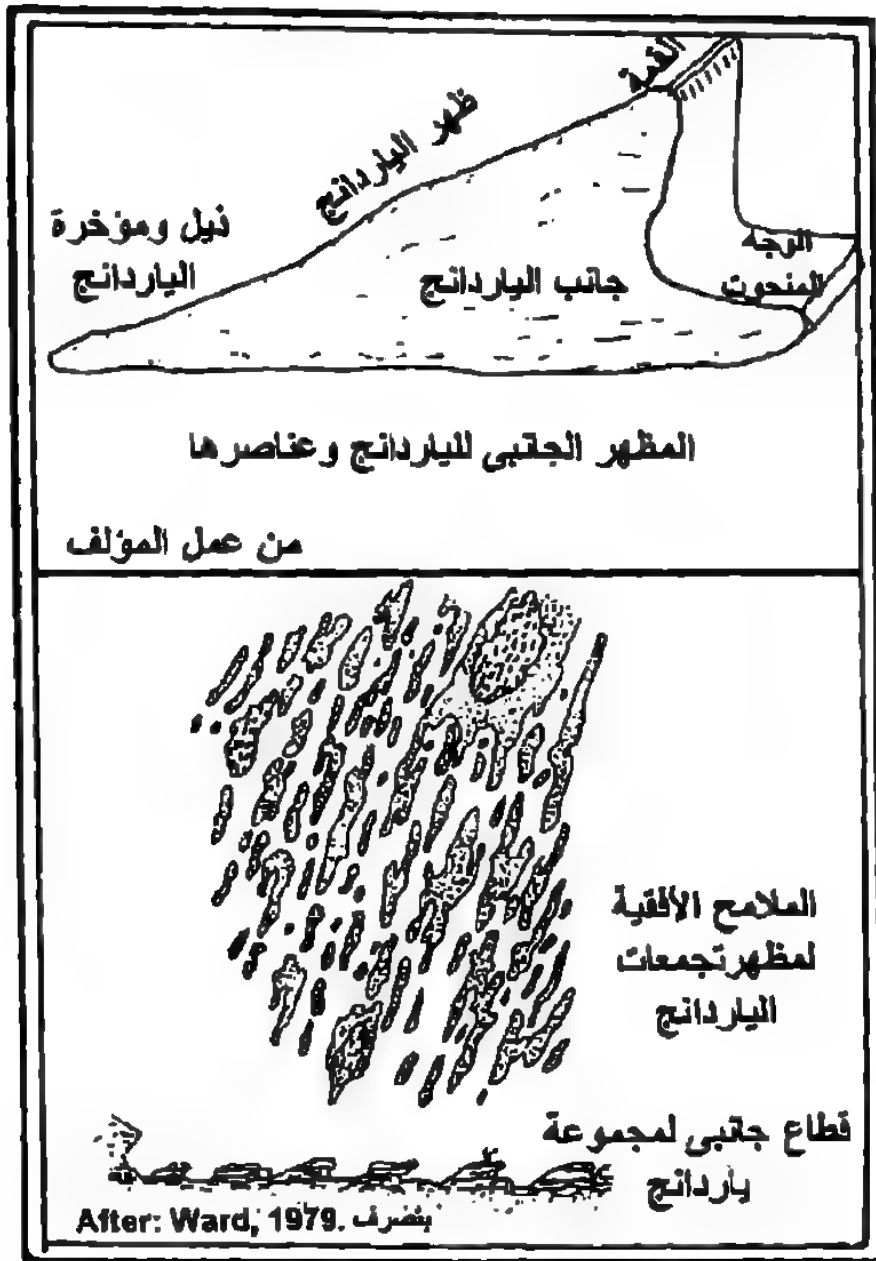 القمة
ظهر الياردانج
ذيل ومؤخرة
الياردانج
جانب الياردانج
الوجه
المنحوت
المظهر الجانبى للياردانج وعناصرها
من عمل المؤلف
الملامح الأفقية
لمظهر تجمعات
الياردانج
قطاع جانبى لمجموعة
ياردانج
After: Ward, 1979. بتصرف